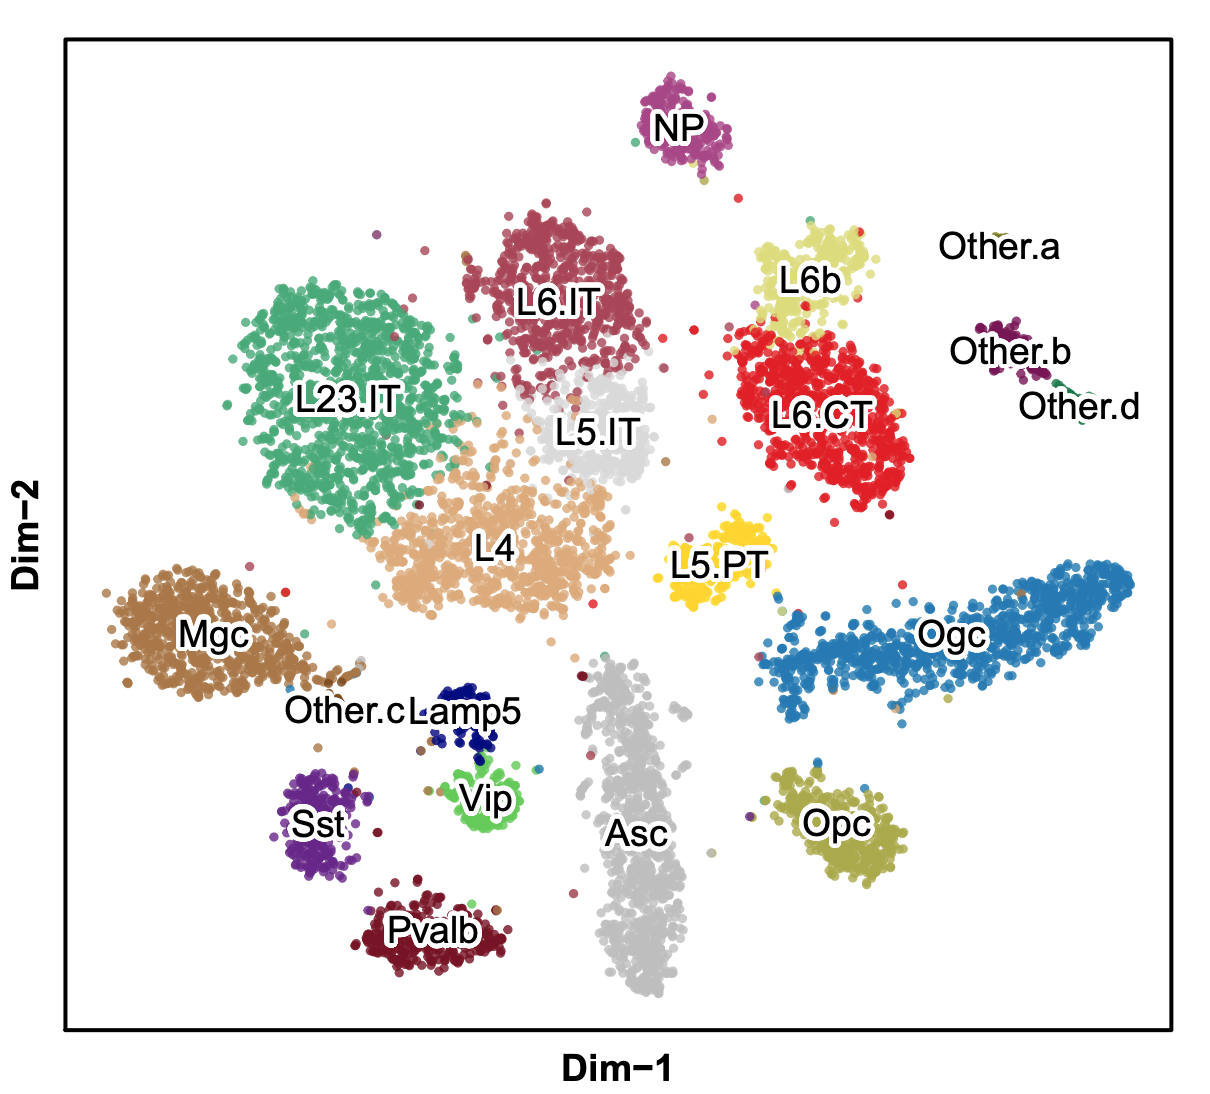 NP
Other.a
L6b
L6.IT
Other.b
L23.IT
Other.d
L6.CT
L5.IT
L4
L5.PT
Mgc
Ogc
Other.c
Lamp5
Vip
Sst
Asc
Opc
Pvalb
Dim−2
Dim−1